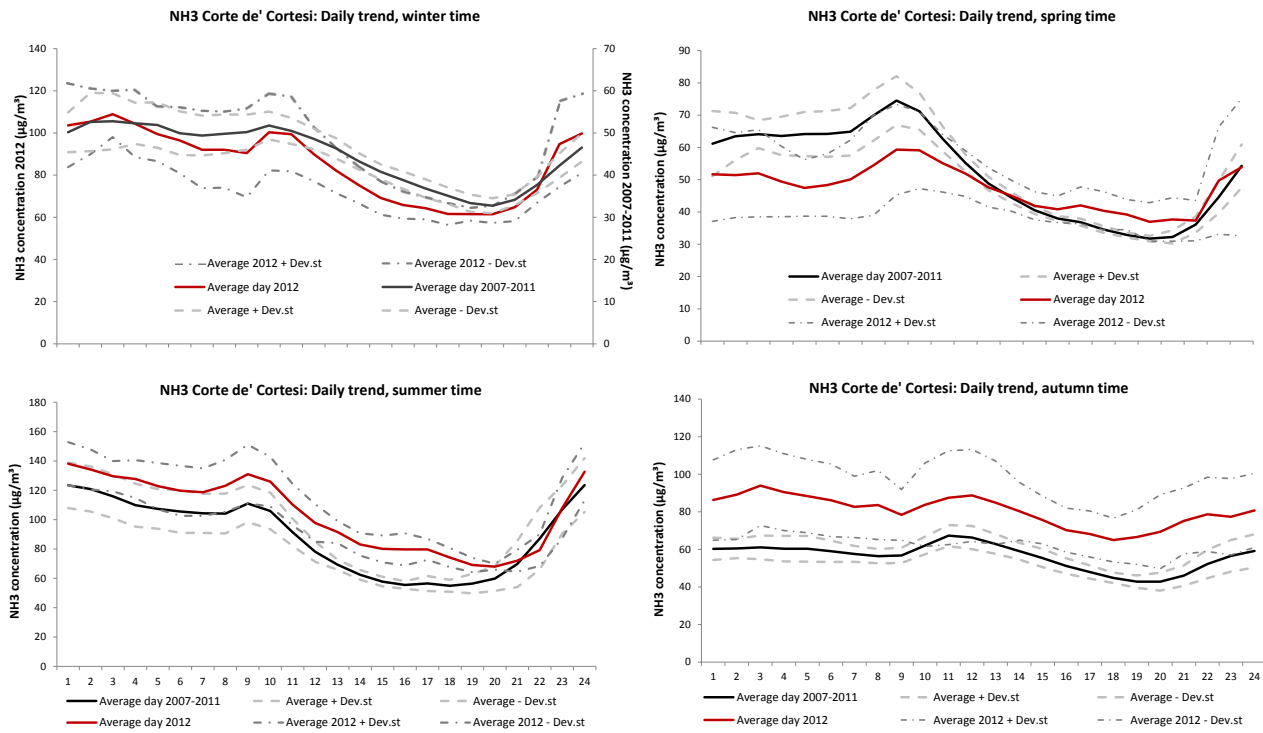 NH3 Corte de' Cortesi: Daily trend, winter time
NH3 concentration 2012 (µg/m³)
140
120
100
80
60
40
20
0
NH3 concentration 2007-2011 (µg/m³)
70
60
50
40
30
20
10
0
Average 2012 + Dev.st
Average 2012 - Dev.st
Average day 2012
Average day 2007-2011
Average + Dev.st
Average - Dev.st
NH3 Corte de' Cortesi: Daily trend, spring time
NH3 concentration (µg/m³)
90
80
70
60
50
40
30
20
10
0
Average day 2007-2011
Average + Dev.st
Average - Dev.st
Average day 2012
Average 2012 + Dev.st
Average 2012 - Dev.st
NH3 Corte de' Cortesi: Daily trend, summer time
NH3 concentration (µg/m³)
180
160
140
120
100
80
60
40
20
0
1 2 3 4 5 6 7 8 9 10 11 12 13 14 15 16 17 18 19 20 21 22 23 24
Average day 2007-2011
Average + Dev.st
Average - Dev.st
Average day 2012
Average 2012 + Dev.st
Average 2012 - Dev.st
NH3 Corte de' Cortesi: Daily trend, autumn time
NH3 concentration (µg/m³)
140
120
100
80
60
40
20
0
1 2 3 4 5 6 7 8 9 10 11 12 13 14 15 16 17 18 19 20 21 22 23 24
Average day 2007-2011
Average + Dev.st
Average - Dev.st
Average day 2012
Average 2012 + Dev.st
Average 2012 - Dev.st